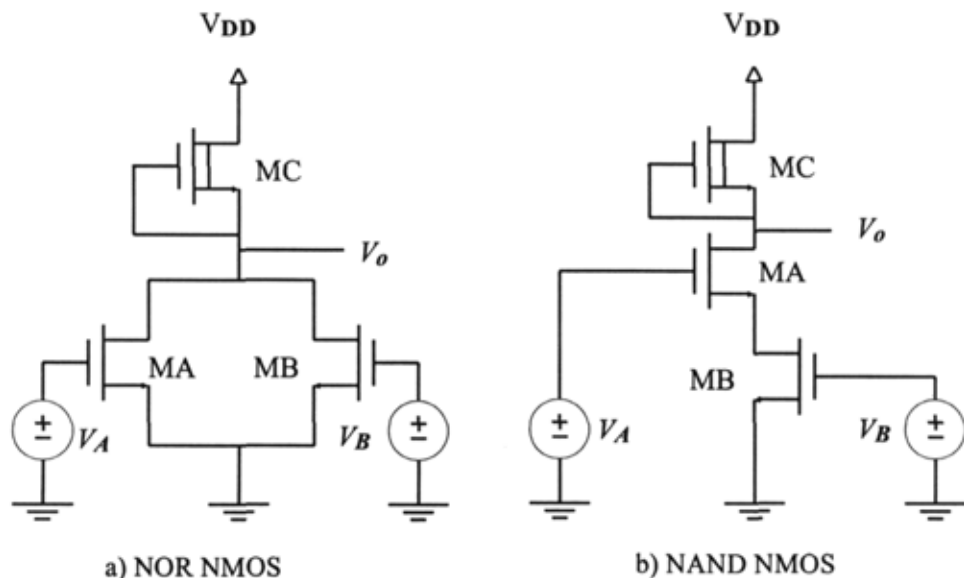 VDD
MC
Vo
MA MB
+
−
VA
+
−
VB
a) NOR NMOS
VDD
MC
Vo
MA
MB
+
−
VA
+
−
VB
b) NAND NMOS